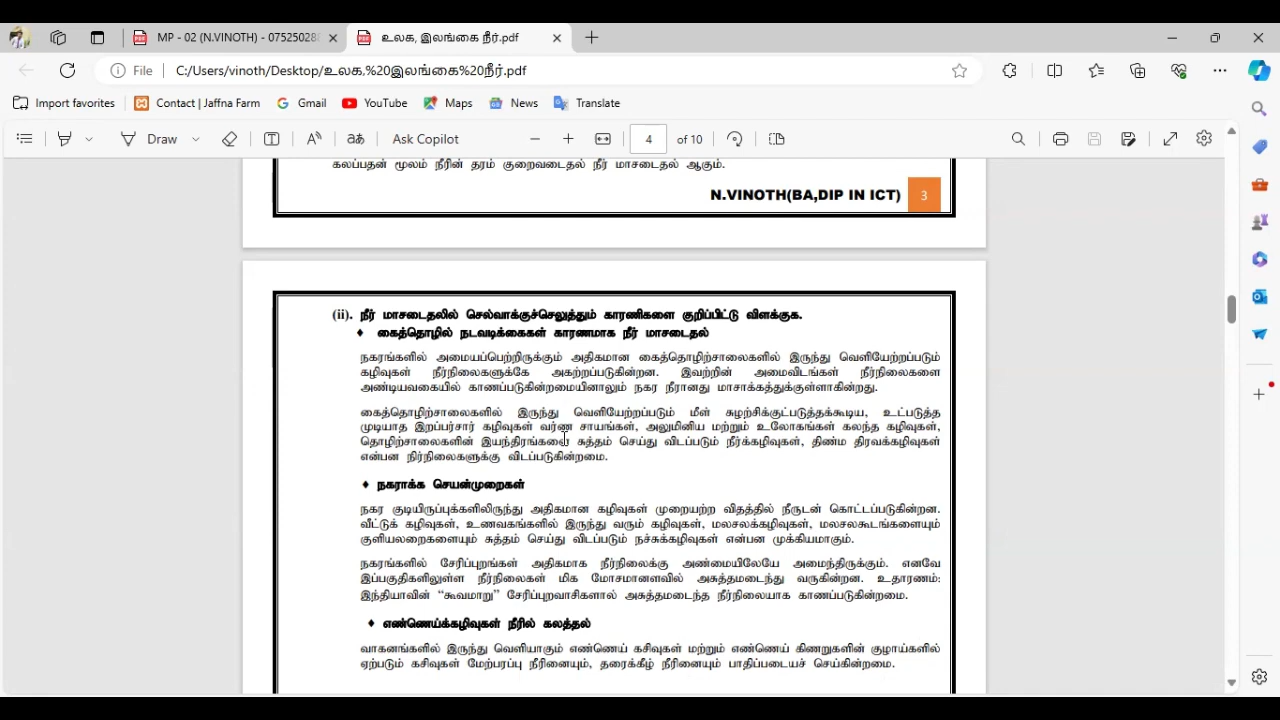 MP - 02 (N.VINOTH) - 07525028
உலக, இலங்கை நீர்.pdf
File C:/Users/vinoth/Desktop/உலக,%20இலங்கை%20நீர்.pdf
Import favorites Contact | Jaffna Farm Gmail YouTube Maps News Translate
Draw Ask Copilot 4 of 10
கலப்பதன் மூலம் நீரின் தரம் குறைவடைதல் நீர் மாசடைதல் ஆகும்.
N.VINOTH(BA,DIP IN ICT) 3
(ii). நீர் மாசடைதலில் செல்வாக்குச்செலுத்தும் காரணிகளை குறிப்பிட்டு விளக்குக.
♦ கைத்தொழில் நடவடிக்கைகள் காரணமாக நீர் மாசடைதல்
நகரங்களில் அமையப்பெற்றிருக்கும் அதிகமான கைத்தொழிற்சாலைகளில் இருந்து வெளியேற்றப்படும்
கழிவுகள் நீர்நிலைகளுக்கே அகற்றப்படுகின்றன. இவற்றின் அமைவிடங்கள் நீர்நிலைகளை
அண்டியவகையில் காணப்படுகின்றமையினாலும் நகர நீரானது மாசாக்கத்துக்குள்ளாகின்றது.
கைத்தொழிற்சாலைகளில் இருந்து வெளியேற்றப்படும் மீள் சுழற்சிக்குட்படுத்தக்கூடிய, உட்படுத்த
முடியாத இறப்பர்சார் கழிவுகள் வர்ண சாயங்கள், அலுமினிய மற்றும் உலோகங்கள் கலந்த கழிவுகள்,
தொழிற்சாலைகளின் இயந்திரங்களை சுத்தம் செய்து விடப்படும் நீர்க்கழிவுகள், திண்ம திரவக்கழிவுகள்
என்பன நிர்நிலைகளுக்கு விடப்படுகின்றமை.
♦ நகராக்க செயன்முறைகள்
நகர குடியிருப்புக்களிலிருந்து அதிகமான கழிவுகள் முறையற்ற விதத்தில் நீருடன் கொட்டப்படுகின்றன.
வீட்டுக் கழிவுகள், உணவகங்களில் இருந்து வரும் கழிவுகள், மலசலக்கழிவுகள், மலசலகூடங்களையும்
குளியலறைகளையும் சுத்தம் செய்து விடப்படும் நச்சுக்கழிவுகள் என்பன முக்கியமாகும்.
நகரங்களில் சேரிப்புறங்கள் அதிகமாக நீர்நிலைக்கு அண்மையிலேயே அமைந்திருக்கும். எனவே
இப்பகுதிகளிலுள்ள நீர்நிலைகள் மிக மோசமானளவில் அசுத்தமடைந்து வருகின்றன. உதாரணம்:
இந்தியாவின் “கூவமாறு” சேரிப்புறவாசிகளால் அசுத்தமடைந்த நீர்நிலையாக காணப்படுகின்றமை.
♦ எண்ணெய்க்கழிவுகள் நீரில் கலத்தல்
வாகனங்களில் இருந்து வெளியாகும் எண்ணெய் கசிவுகள் மற்றும் எண்ணெய் கிணறுகளின் குழாய்களில்
ஏற்படும் கசிவுகள் மேற்பரப்பு நீரினையும், தரைக்கீழ் நீரினையும் பாதிப்படையச் செய்கின்றமை.